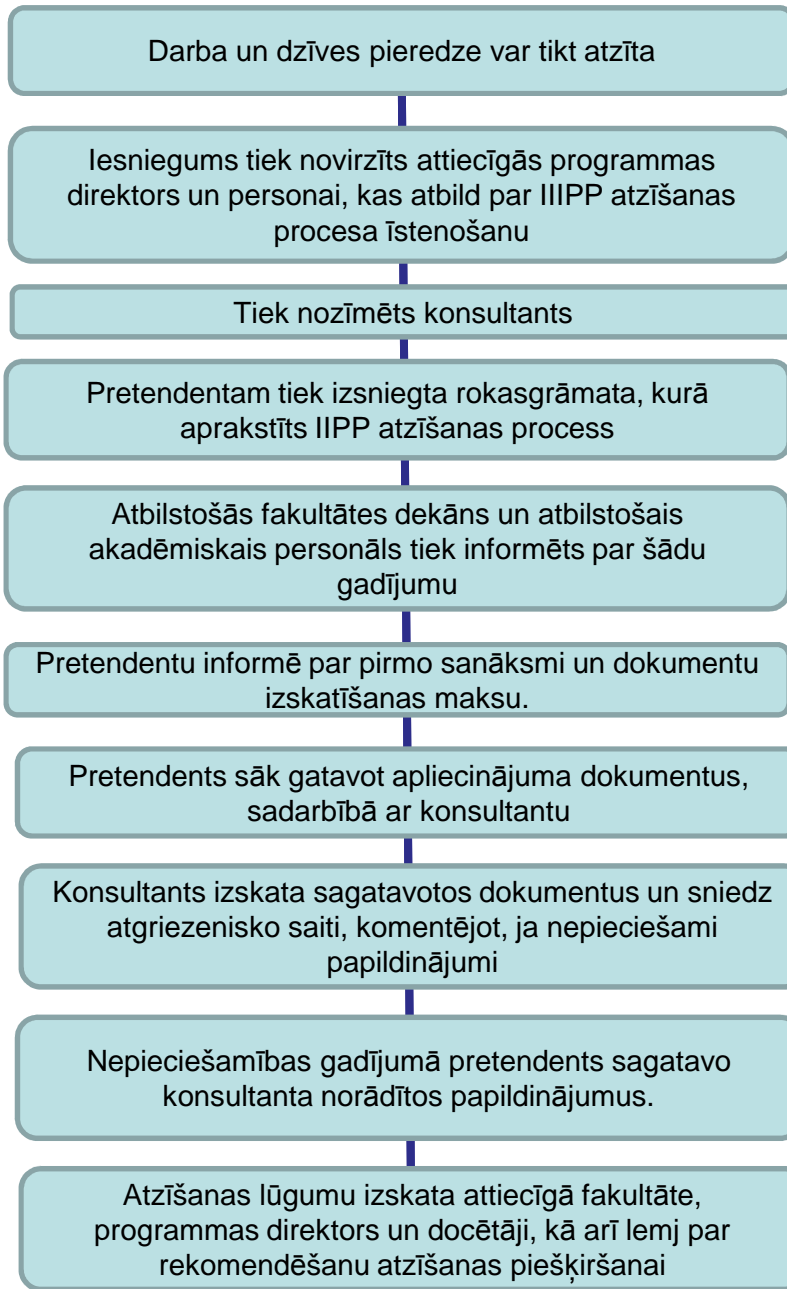 Darba un dzīves pieredze var tikt atzīta
Iesniegums tiek novirzīts attiecīgās programmas
direktors un personai, kas atbild par IIIPP atzīšanas
procesa īstenošanu
Tiek nozīmēts konsultants
Pretendentam tiek izsniegta rokasgrāmata, kurā
aprakstīts IIPP atzīšanas process
Atbilstošās fakultātes dekāns un atbilstošais
akadēmiskais personāls tiek informēts par šādu
gadījumu
Pretendentu informē par pirmo sanāksmi un dokumentu
izskatīšanas maksu.
Pretendents sāk gatavot apliecinājuma dokumentus,
sadarbībā ar konsultantu
Konsultants izskata sagatavotos dokumentus un sniedz
atgriezenisko saiti, komentējot, ja nepieciešami
papildinājumi
Nepieciešamības gadījumā pretendents sagatavo
konsultanta norādītos papildinājumus.
Atzīšanas lūgumu izskata attiecīgā fakultāte,
programmas direktors un docētāji, kā arī lemj par
rekomendēšanu atzīšanas piešķiršanai